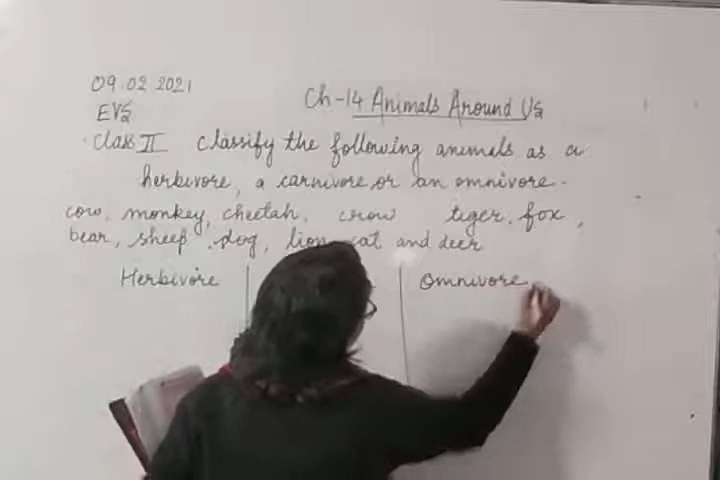 09.02.2021
Ch-14 Animals Around Us
EVS
Class II classify the following animals as a
herbivore, a carnivore or an omnivore.
cow, monkey, cheetah, crow tiger, fox,
bear, sheep, dog, lion, cat and deer
Herbivore Omnivore